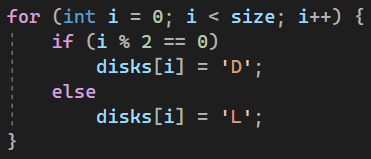 for (int i = 0; i < size; i++) {
    if (i % 2 == 0)
        disks[i] = 'D';
    else
        disks[i] = 'L';
}